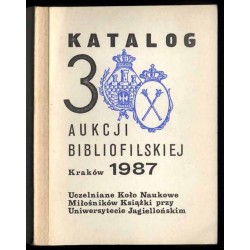 KATALOG
3
AUKCJI
BIBLIOFILSKIEJ
Kraków 1987
Uczelniane Koło Naukowe
Miłośników Książki przy
Uniwersytecie Jagiellońskim